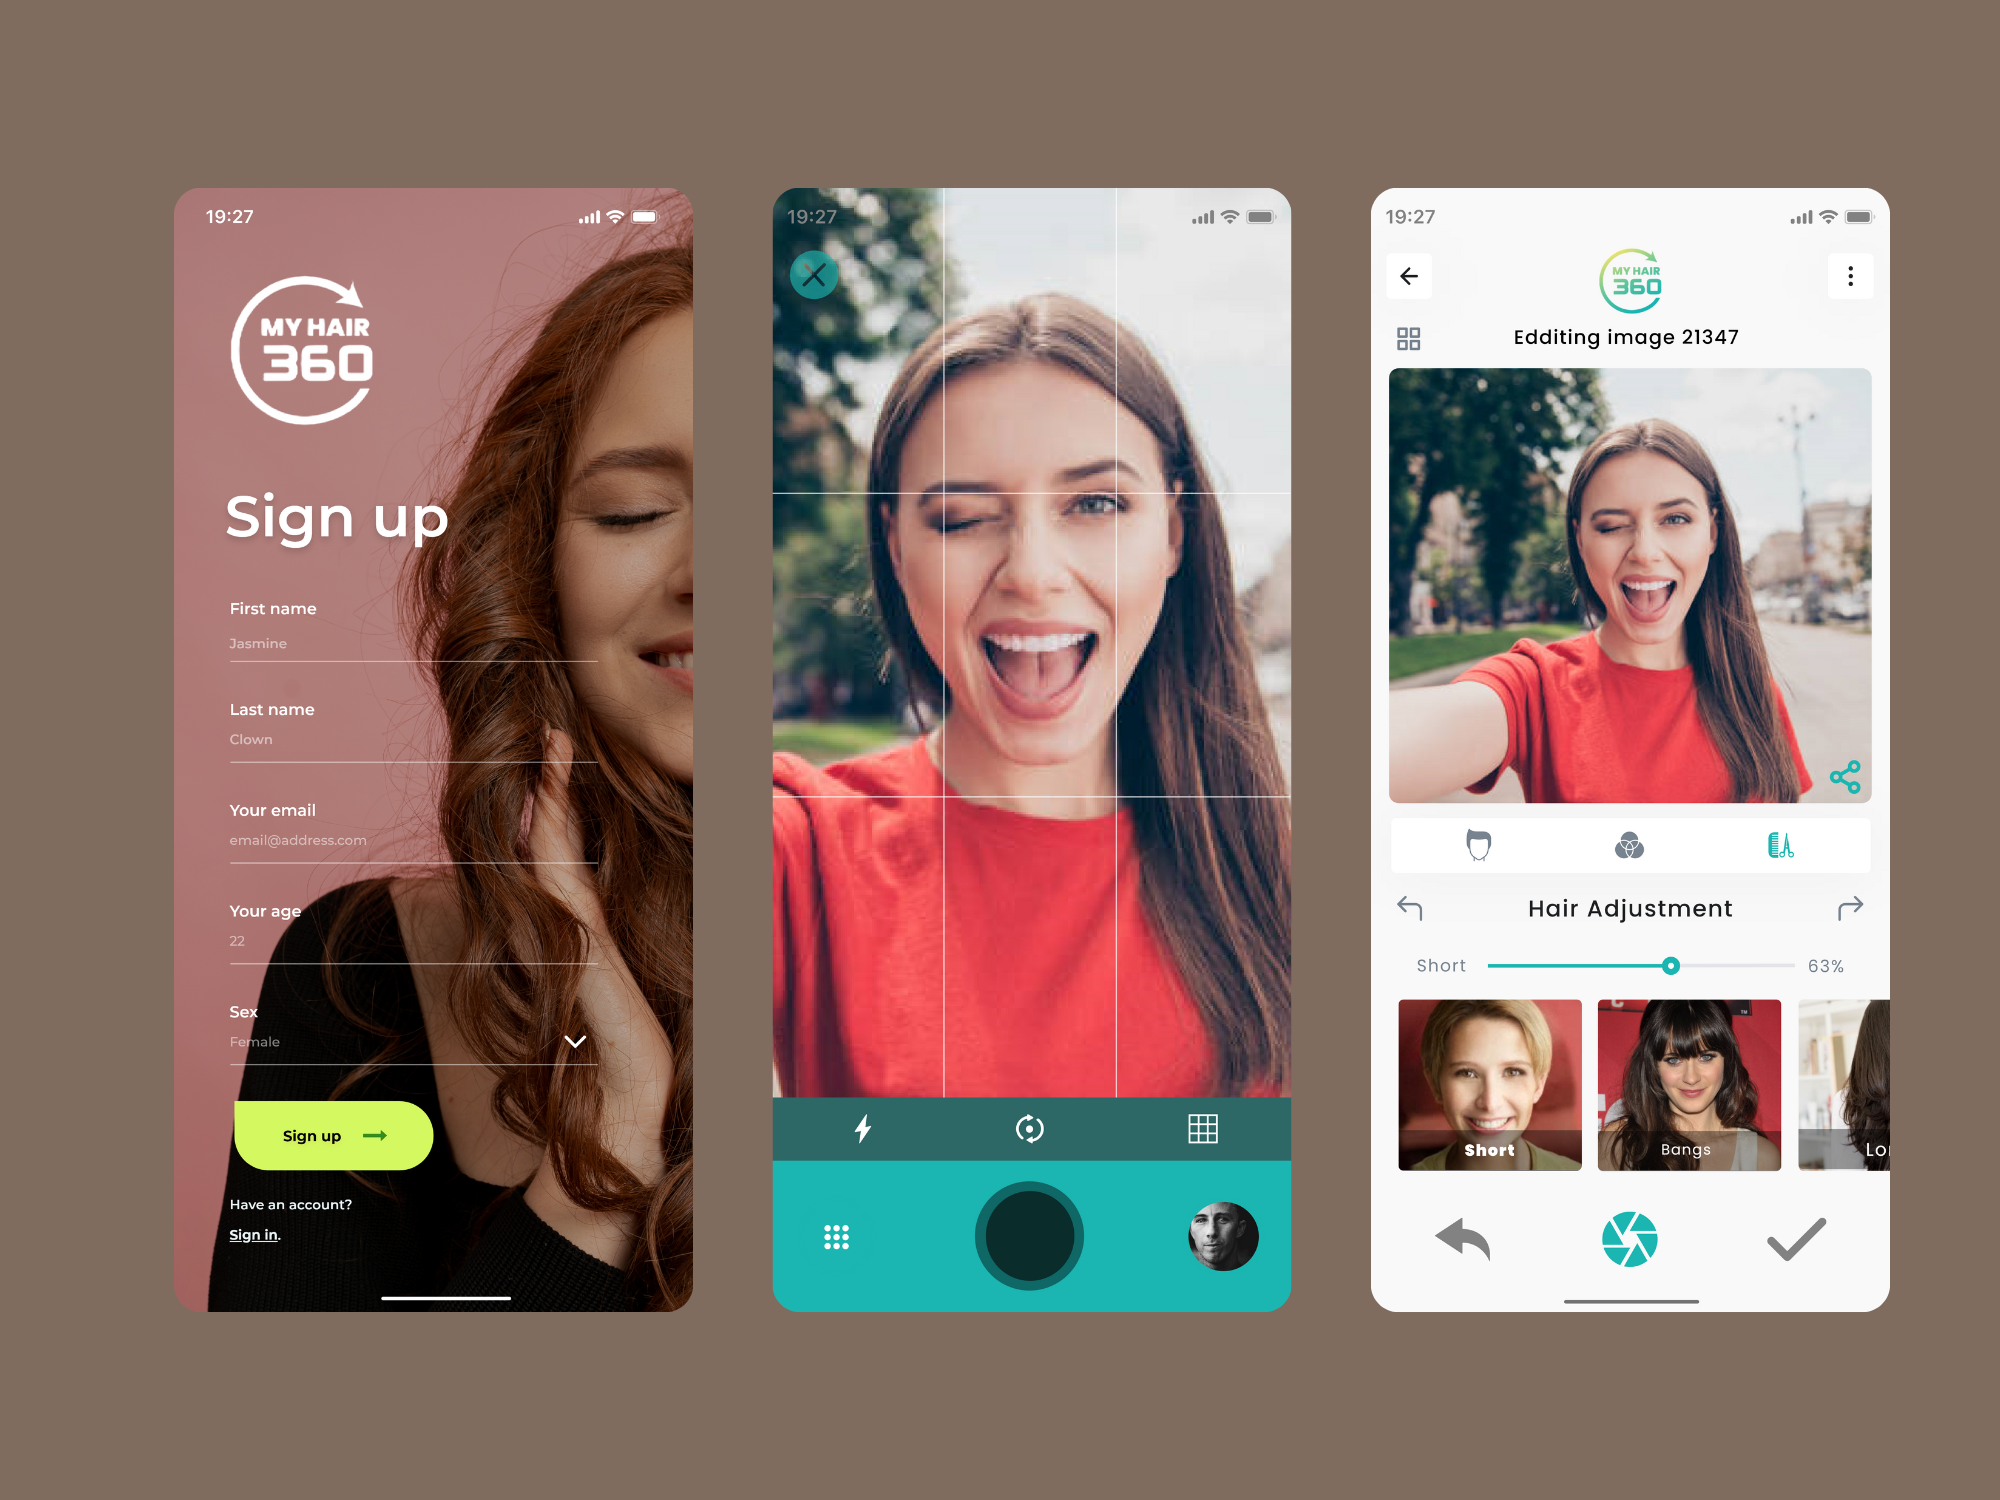 19:27
MY HAIR
360
Sign up
First name
Jasmine
Last name
Clown
Your email
email@address.com
Your age
22
Sex
Female
Sign up
Have an account?
Sign in.
19:27
19:27
MY HAIR
360
Edditing image 21347
Hair Adjustment
Short
63%
C
TM
Short
Bangs
Lo